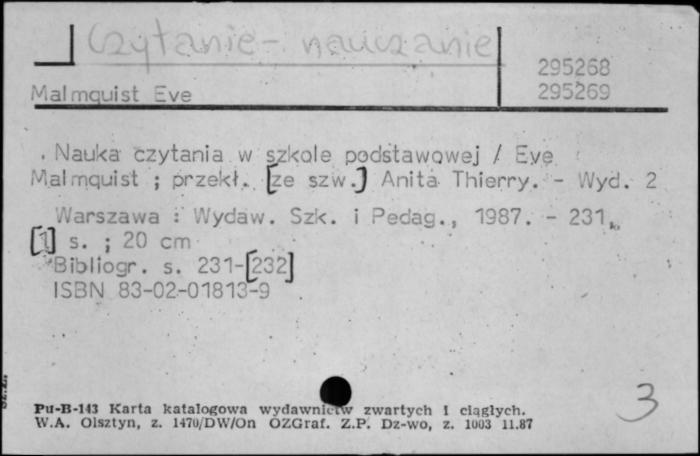 Czytanie - nauczanie
295268
Malmquist Eve
295269
Nauka czytania w szkole podstawowej / Eve
Malmquist ; przekł. [ze szw.] Anita Thierry. - Wyd. 2
Warszawa : Wydaw. Szk. i Pedag., 1987. - 231,
[1] s. ; 20 cm
Bibliogr. s. 231-[232]
ISBN 83-02-01813-9
3
Pu-B-143 Karta katalogowa wydawnictw zwartych i ciągłych.
W.A. Olsztyn, z. 1470/DW/On OZGraf. Z.P. Dz-wo, z. 1003 11.87